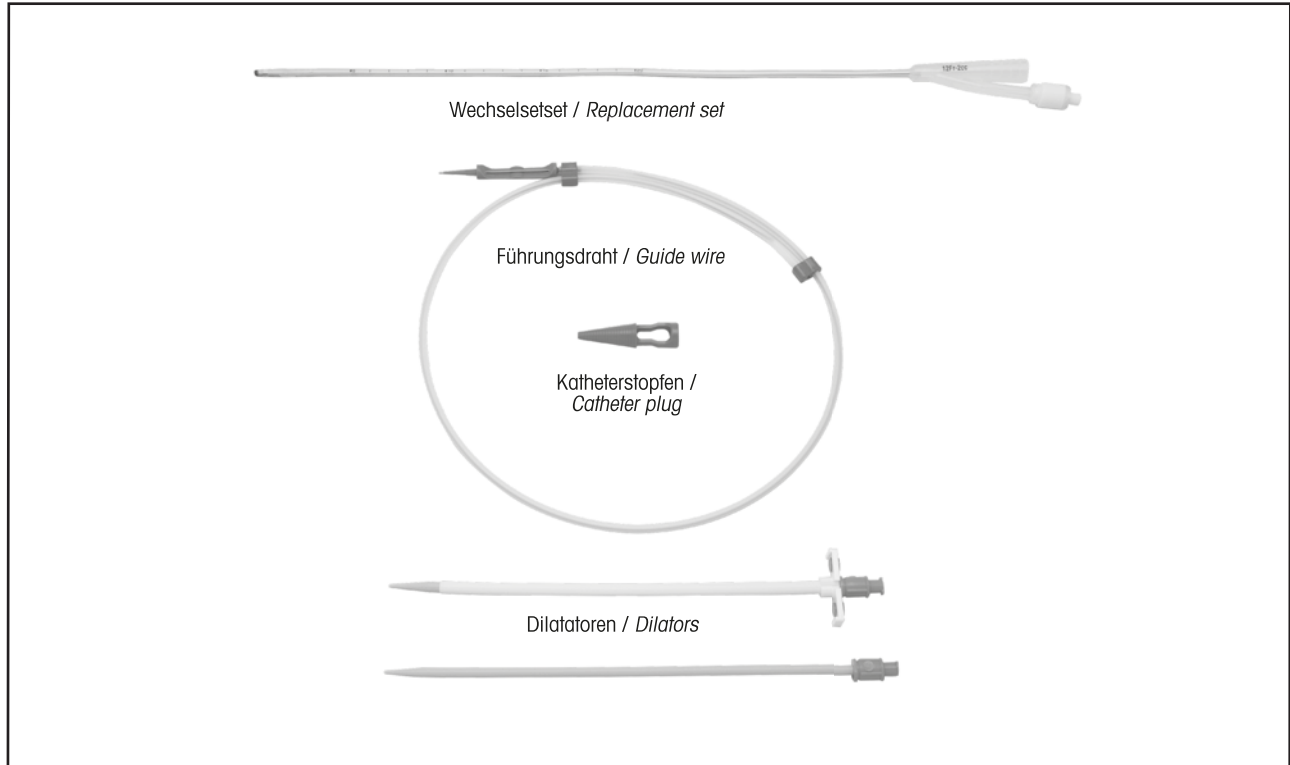 Wechselsetset / Replacement set
Führungsdraht / Guide wire
Katheterstopfen /
Catheter plug
Dilatatoren / Dilators